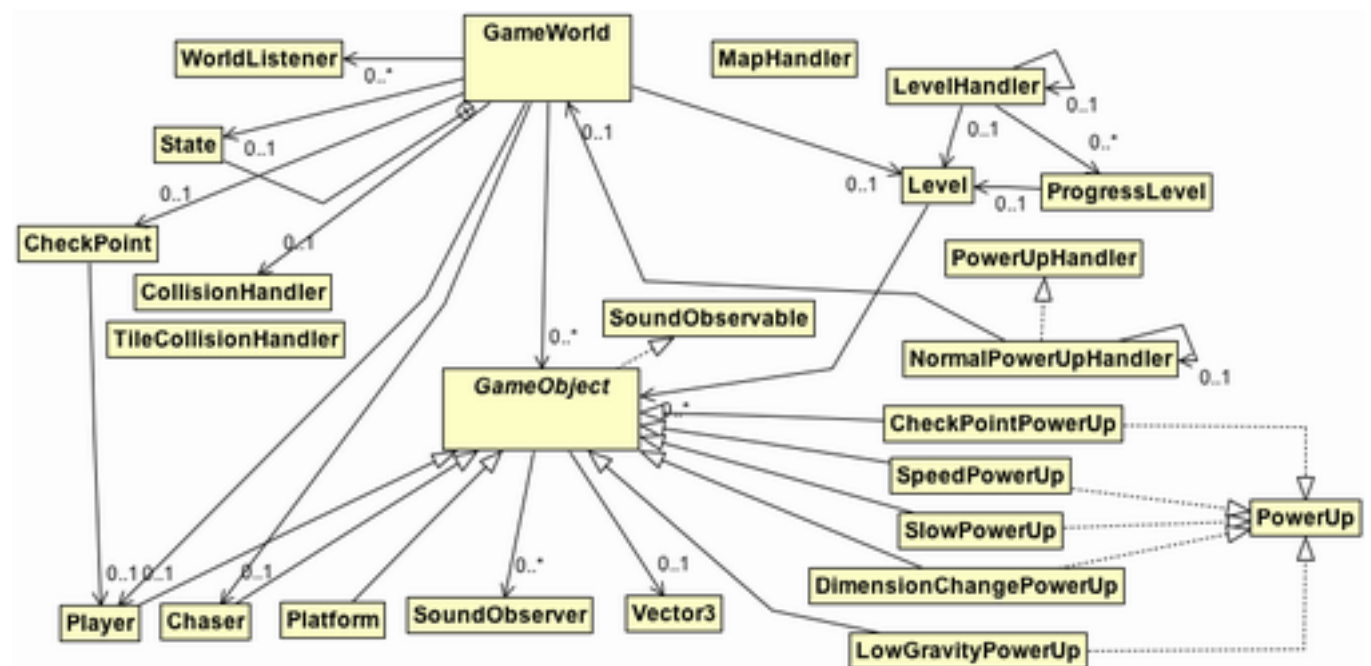 GameWorld
WorldListener
0..*
MapHandler
LevelHandler
0..1
State
0..1
0..1
0..1
0..*
0..1
Level
0..1
ProgressLevel
0..1
CheckPoint
0..1
PowerUpHandler
CollisionHandler
TileCollisionHandler
SoundObservable
0..*
NormalPowerUpHandler
0..1
GameObject
0..*
CheckPointPowerUp
SpeedPowerUp
PowerUp
SlowPowerUp
0..1
0..1
0..1
0..*
0..1
DimensionChangePowerUp
Player
Chaser
Platform
SoundObserver
Vector3
LowGravityPowerUp